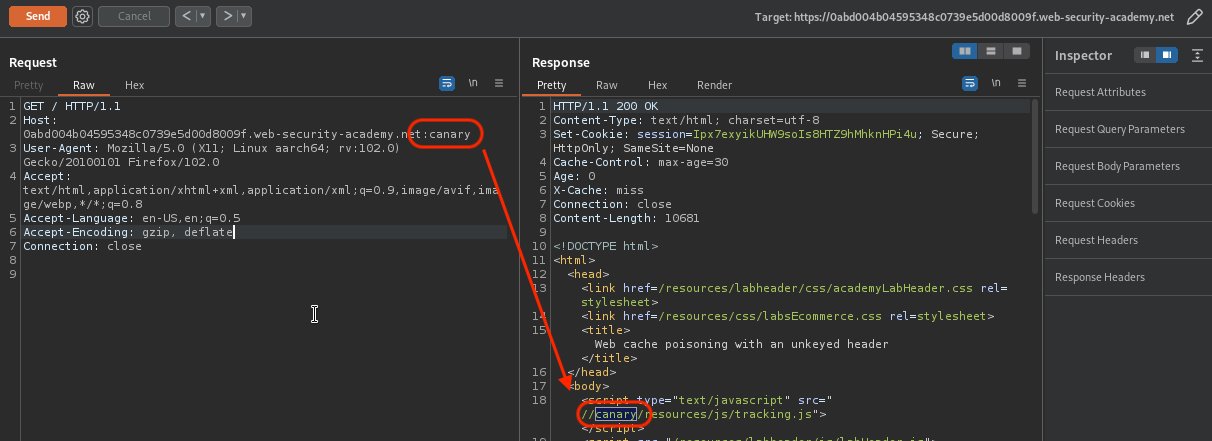 Send
Cancel
< | ▾
> | ▾
Target: https://0abd004b04595348c0739e5d00d8009f.web-security-academy.net
Request
Pretty Raw Hex
\n
1 GET / HTTP/1.1
2 Host:
0abd004b04595348c0739e5d00d8009f.web-security-academy.net:canary
3 User-Agent: Mozilla/5.0 (X11; Linux aarch64; rv:102.0)
Gecko/20100101 Firefox/102.0
4 Accept:
text/html,application/xhtml+xml,application/xml;q=0.9,image/avif,ima
ge/webp,*/*;q=0.8
5 Accept-Language: en-US,en;q=0.5
6 Accept-Encoding: gzip, deflate
7 Connection: close
8
9
Response
Pretty Raw Hex Render
\n
1 HTTP/1.1 200 OK
2 Content-Type: text/html; charset=utf-8
3 Set-Cookie: session=Ipx7exyikUHW9soIs8HTZ9hMhknHPi4u; Secure;
HttpOnly; SameSite=None
4 Cache-Control: max-age=30
5 Age: 0
6 X-Cache: miss
7 Connection: close
8 Content-Length: 10681
9
10 <!DOCTYPE html>
11 <html>
12 <head>
13 <link href=/resources/labheader/css/academyLabHeader.css rel=
stylesheet>
14 <link href=/resources/css/labsEcommerce.css rel=stylesheet>
15 <title>
Web cache poisoning with an unkeyed header
</title>
16 </head>
17 <body>
18 <script type="text/javascript" src="
//canary/resources/js/tracking.js">
</script>
19 <script src="/resources/labheader/js/labHeader.js">
Inspector
Request Attributes
Request Query Parameters
Request Body Parameters
Request Cookies
Request Headers
Response Headers